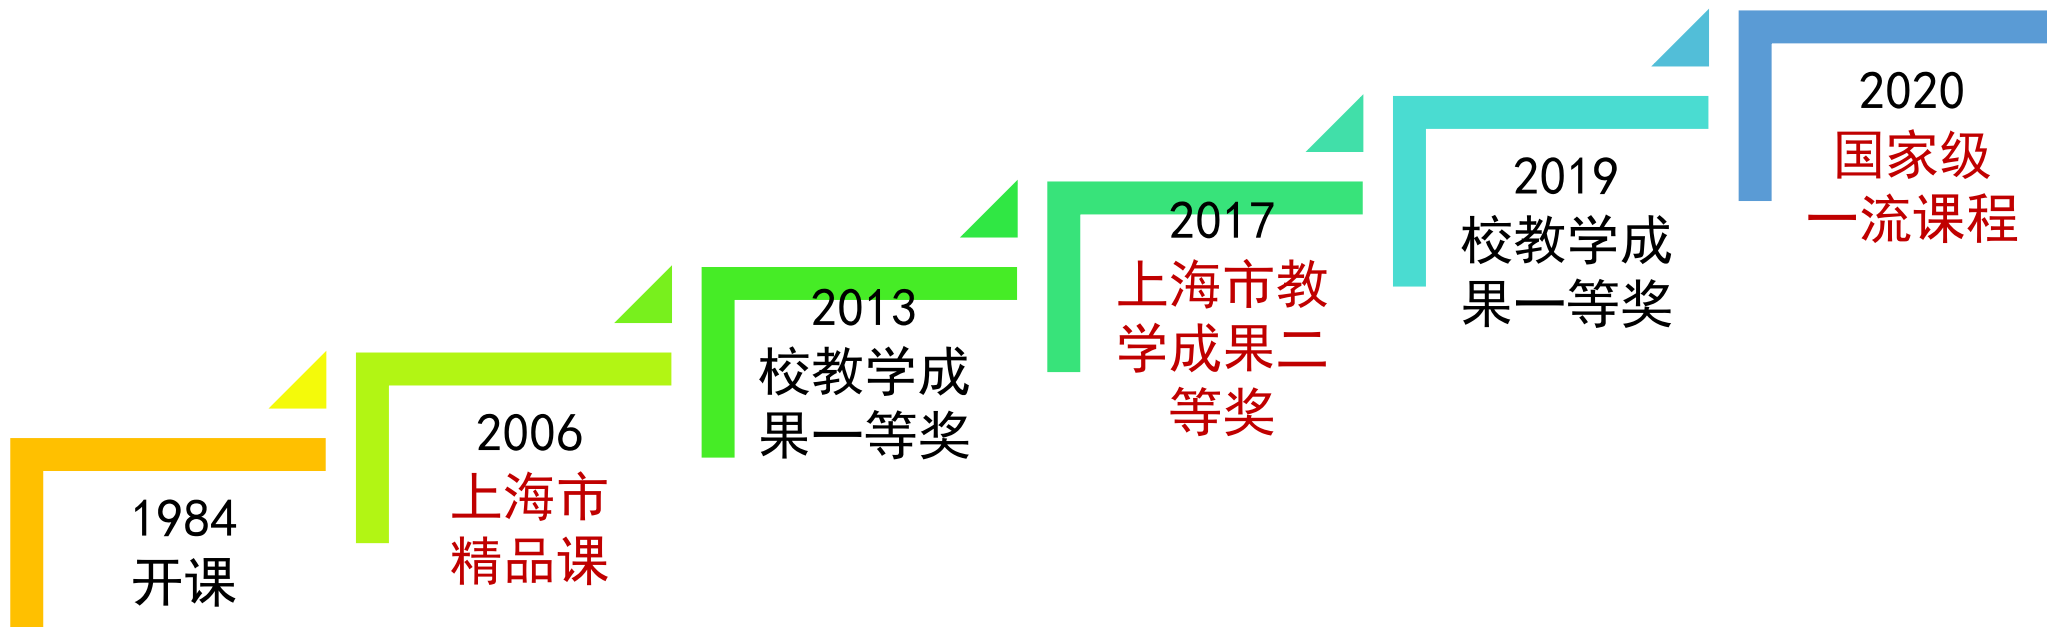 1984
开课
2006
上海市
精品课
2013
校教学成
果一等奖
2017
上海市教
学成果二
等奖
2019
校教学成
果一等奖
2020
国家级
一流课程